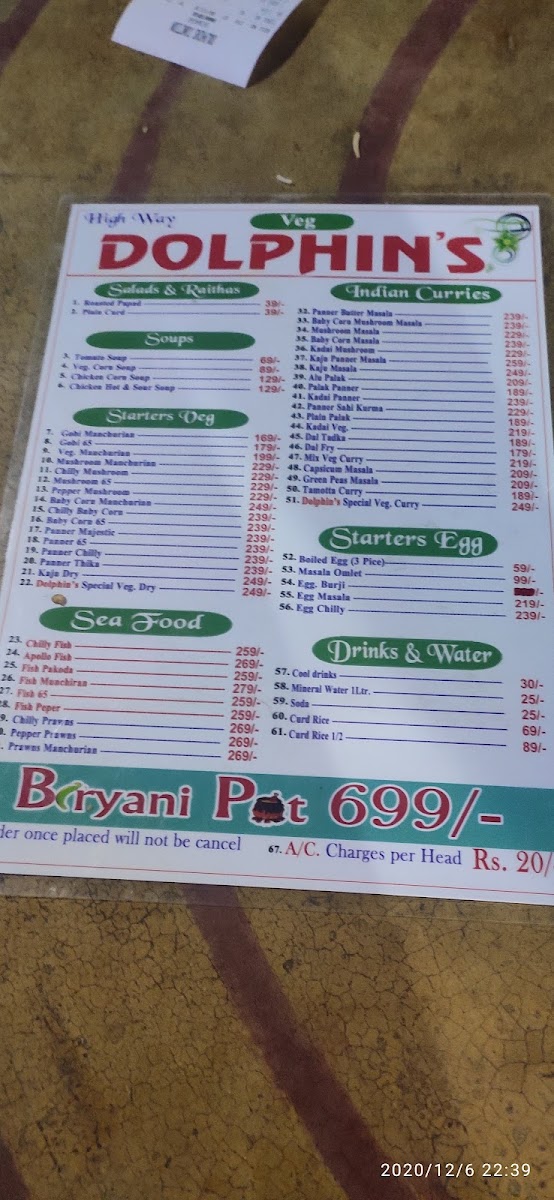 High Way
Veg
DOLPHIN'S
Salads & Raithas
1. Roasted Papad 39/-
2. Plain Curd 39/-
Soups
3. Tomato Soup 69/-
4. Veg. Corn Soup 89/-
5. Chicken Corn Soup 129/-
6. Chicken Hot & Sour Soup 129/-
Starters Veg
7. Gobi Manchurian 169/-
8. Gobi 65 179/-
9. Veg. Manchurian 199/-
10. Mushroom Manchurian 229/-
11. Chilly Mushroom 229/-
12. Mushroom 65 229/-
13. Pepper Mushroom 229/-
14. Baby Corn Manchurian 249/-
15. Chilly Baby Corn 239/-
16. Baby Corn 65 239/-
17. Panner Majestic 239/-
18. Panner 65 239/-
19. Panner Chilly 239/-
20. Panner Thika 239/-
21. Kaju Dry 249/-
22. Dolphin's Special Veg. Dry 249/-
Sea Food
23. Chilly Fish 259/-
24. Apollo Fish 269/-
25. Fish Pakoda 259/-
26. Fish Munchiran 279/-
27. Fish 65 259/-
28. Fish Peper 259/-
9. Chilly Prawns 269/-
0. Pepper Prawns 269/-
. Prawns Manchurian 269/-
Indian Curries
32. Panner Butter Masala 239/-
33. Baby Corn Mushroom Masala 239/-
34. Mushroom Masala 229/-
35. Baby Corn Masala 239/-
36. Kadai Mushroom 229/-
37. Kaju Panner Masala 259/-
38. Kaju Masala 249/-
39. Alu Palak 209/-
40. Palak Panner 189/-
41. Kadai Panner 239/-
42. Panner Sahi Kurma 229/-
43. Plain Palak 189/-
44. Kadai Veg. 219/-
45. Dal Tadka 189/-
46. Dal Fry 179/-
47. Mix Veg Curry 219/-
48. Capsicum Masala 209/-
49. Green Peas Masala 209/-
50. Tamotta Curry 189/-
51. Dolphin's Special Veg. Curry 249/-
Starters Egg
52. Boiled Egg (3 Pice) 59/-
53. Masala Omlet 99/-
54. Egg. Burji /-
55. Egg Masala 219/-
56. Egg Chilly 239/-
Drinks & Water
57. Cool drinks 30/-
58. Mineral Water 1Ltr. 25/-
59. Soda 25/-
60. Curd Rice 69/-
61. Curd Rice 1/2 89/-
Biryani Pot 699/-
der once placed will not be cancel
67. A/C. Charges per Head Rs. 20/
2020/12/6 22:39